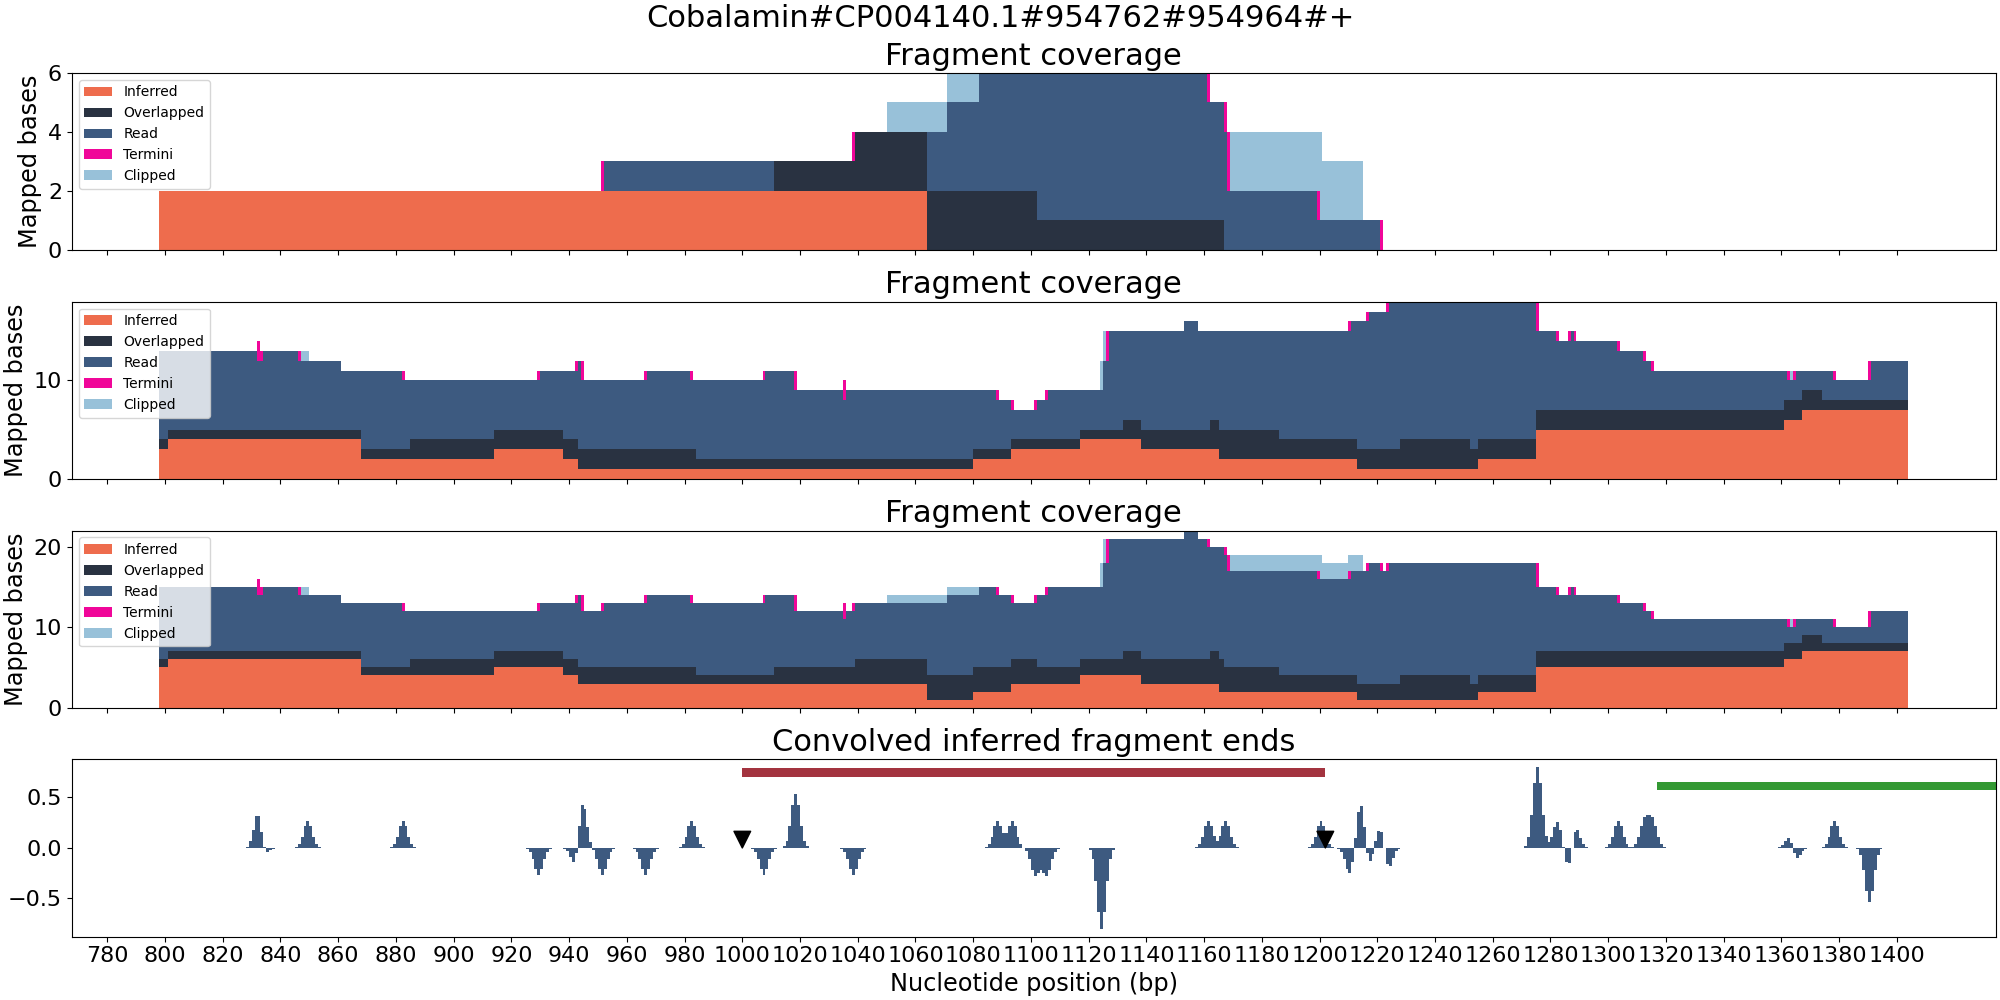 Cobalamin#CP004140.1#954762#954964#+
Fragment coverage
Mapped bases
6
4
2
0
Inferred
Overlapped
Read
Termini
Clipped
Fragment coverage
Mapped bases
10
0
Inferred
Overlapped
Read
Termini
Clipped
Fragment coverage
Mapped bases
20
10
0
Inferred
Overlapped
Read
Termini
Clipped
Convolved inferred fragment ends
0.5
0.0
−0.5
780 800 820 840 860 880 900 920 940 960 980 1000 1020 1040 1060 1080 1100 1120 1140 1160 1180 1200 1220 1240 1260 1280 1300 1320 1340 1360 1380 1400
Nucleotide position (bp)